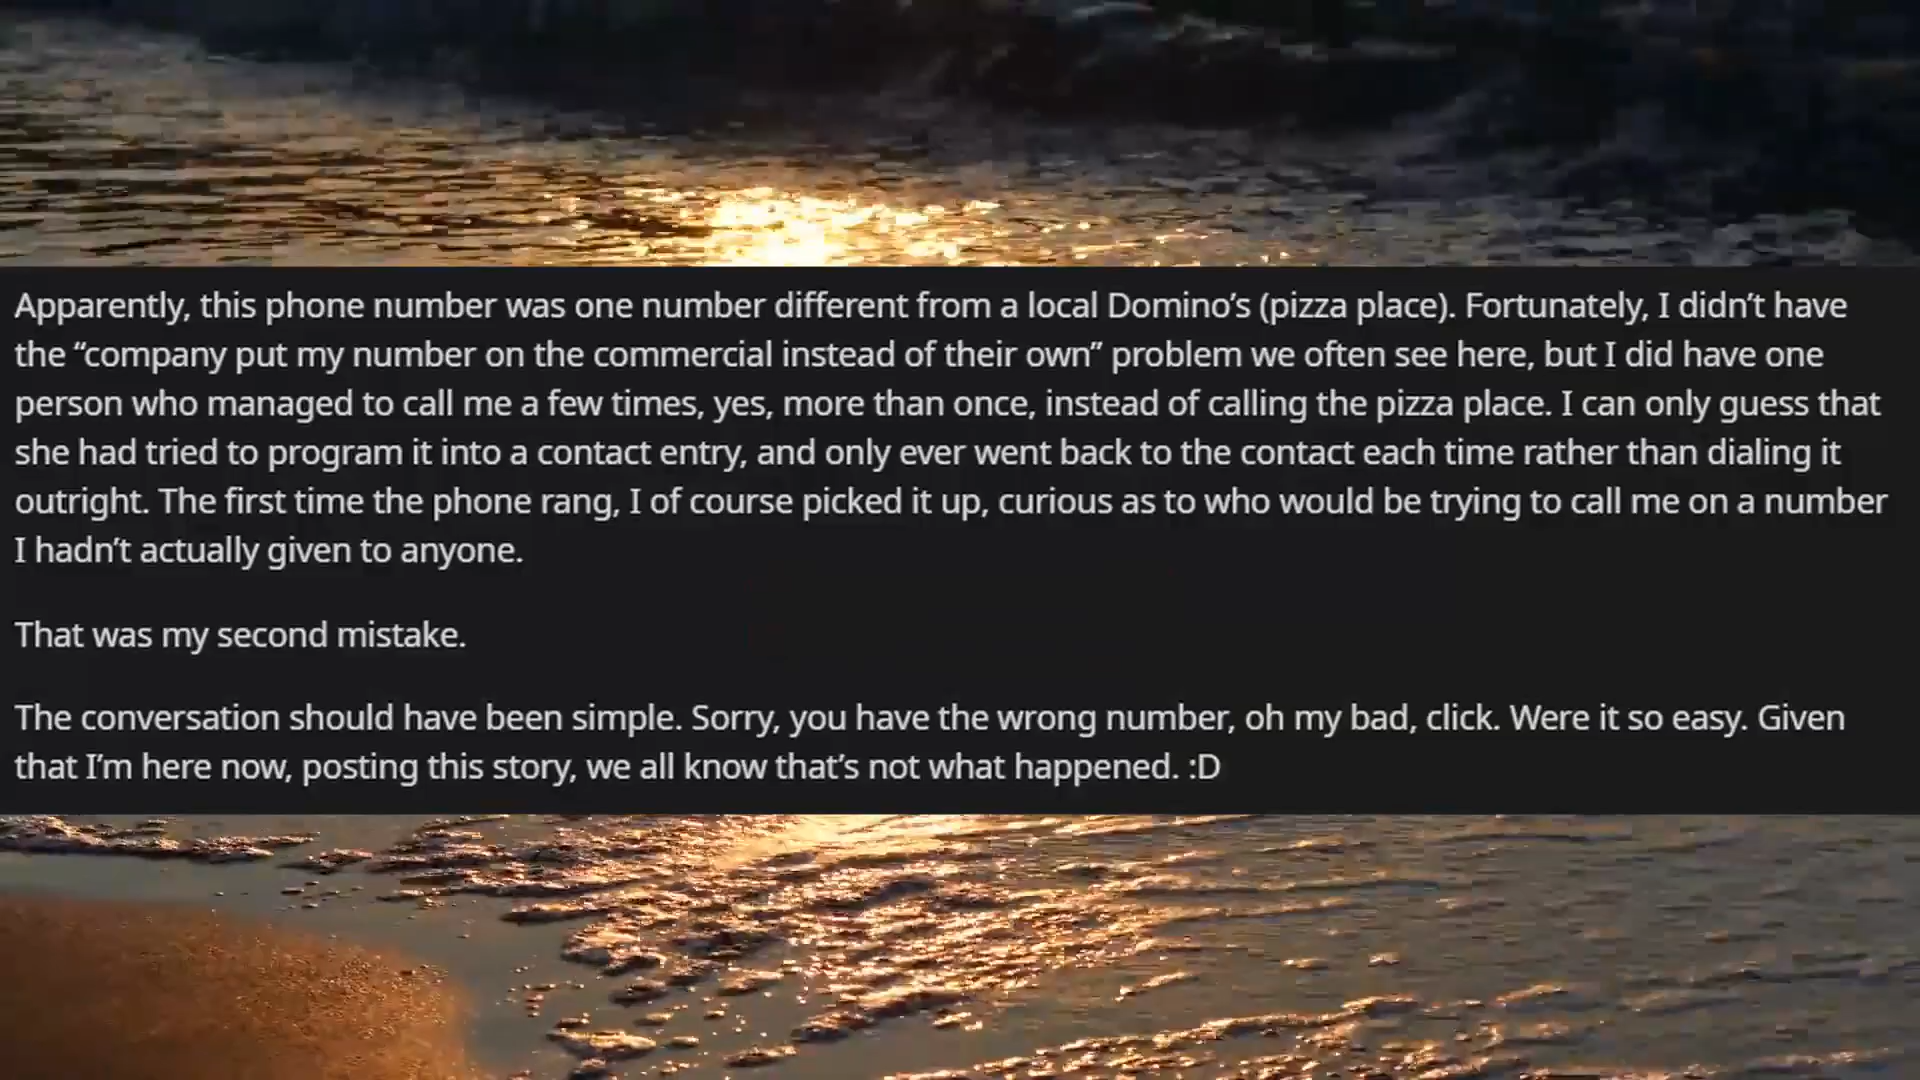 Apparently, this phone number was one number different from a local Domino’s (pizza place). Fortunately, I didn’t have
the “company put my number on the commercial instead of their own” problem we often see here, but I did have one
person who managed to call me a few times, yes, more than once, instead of calling the pizza place. I can only guess that
she had tried to program it into a contact entry, and only ever went back to the contact each time rather than dialing it
outright. The first time the phone rang, I of course picked it up, curious as to who would be trying to call me on a number
I hadn’t actually given to anyone.
That was my second mistake.
The conversation should have been simple. Sorry, you have the wrong number, oh my bad, click. Were it so easy. Given
that I’m here now, posting this story, we all know that’s not what happened. :D